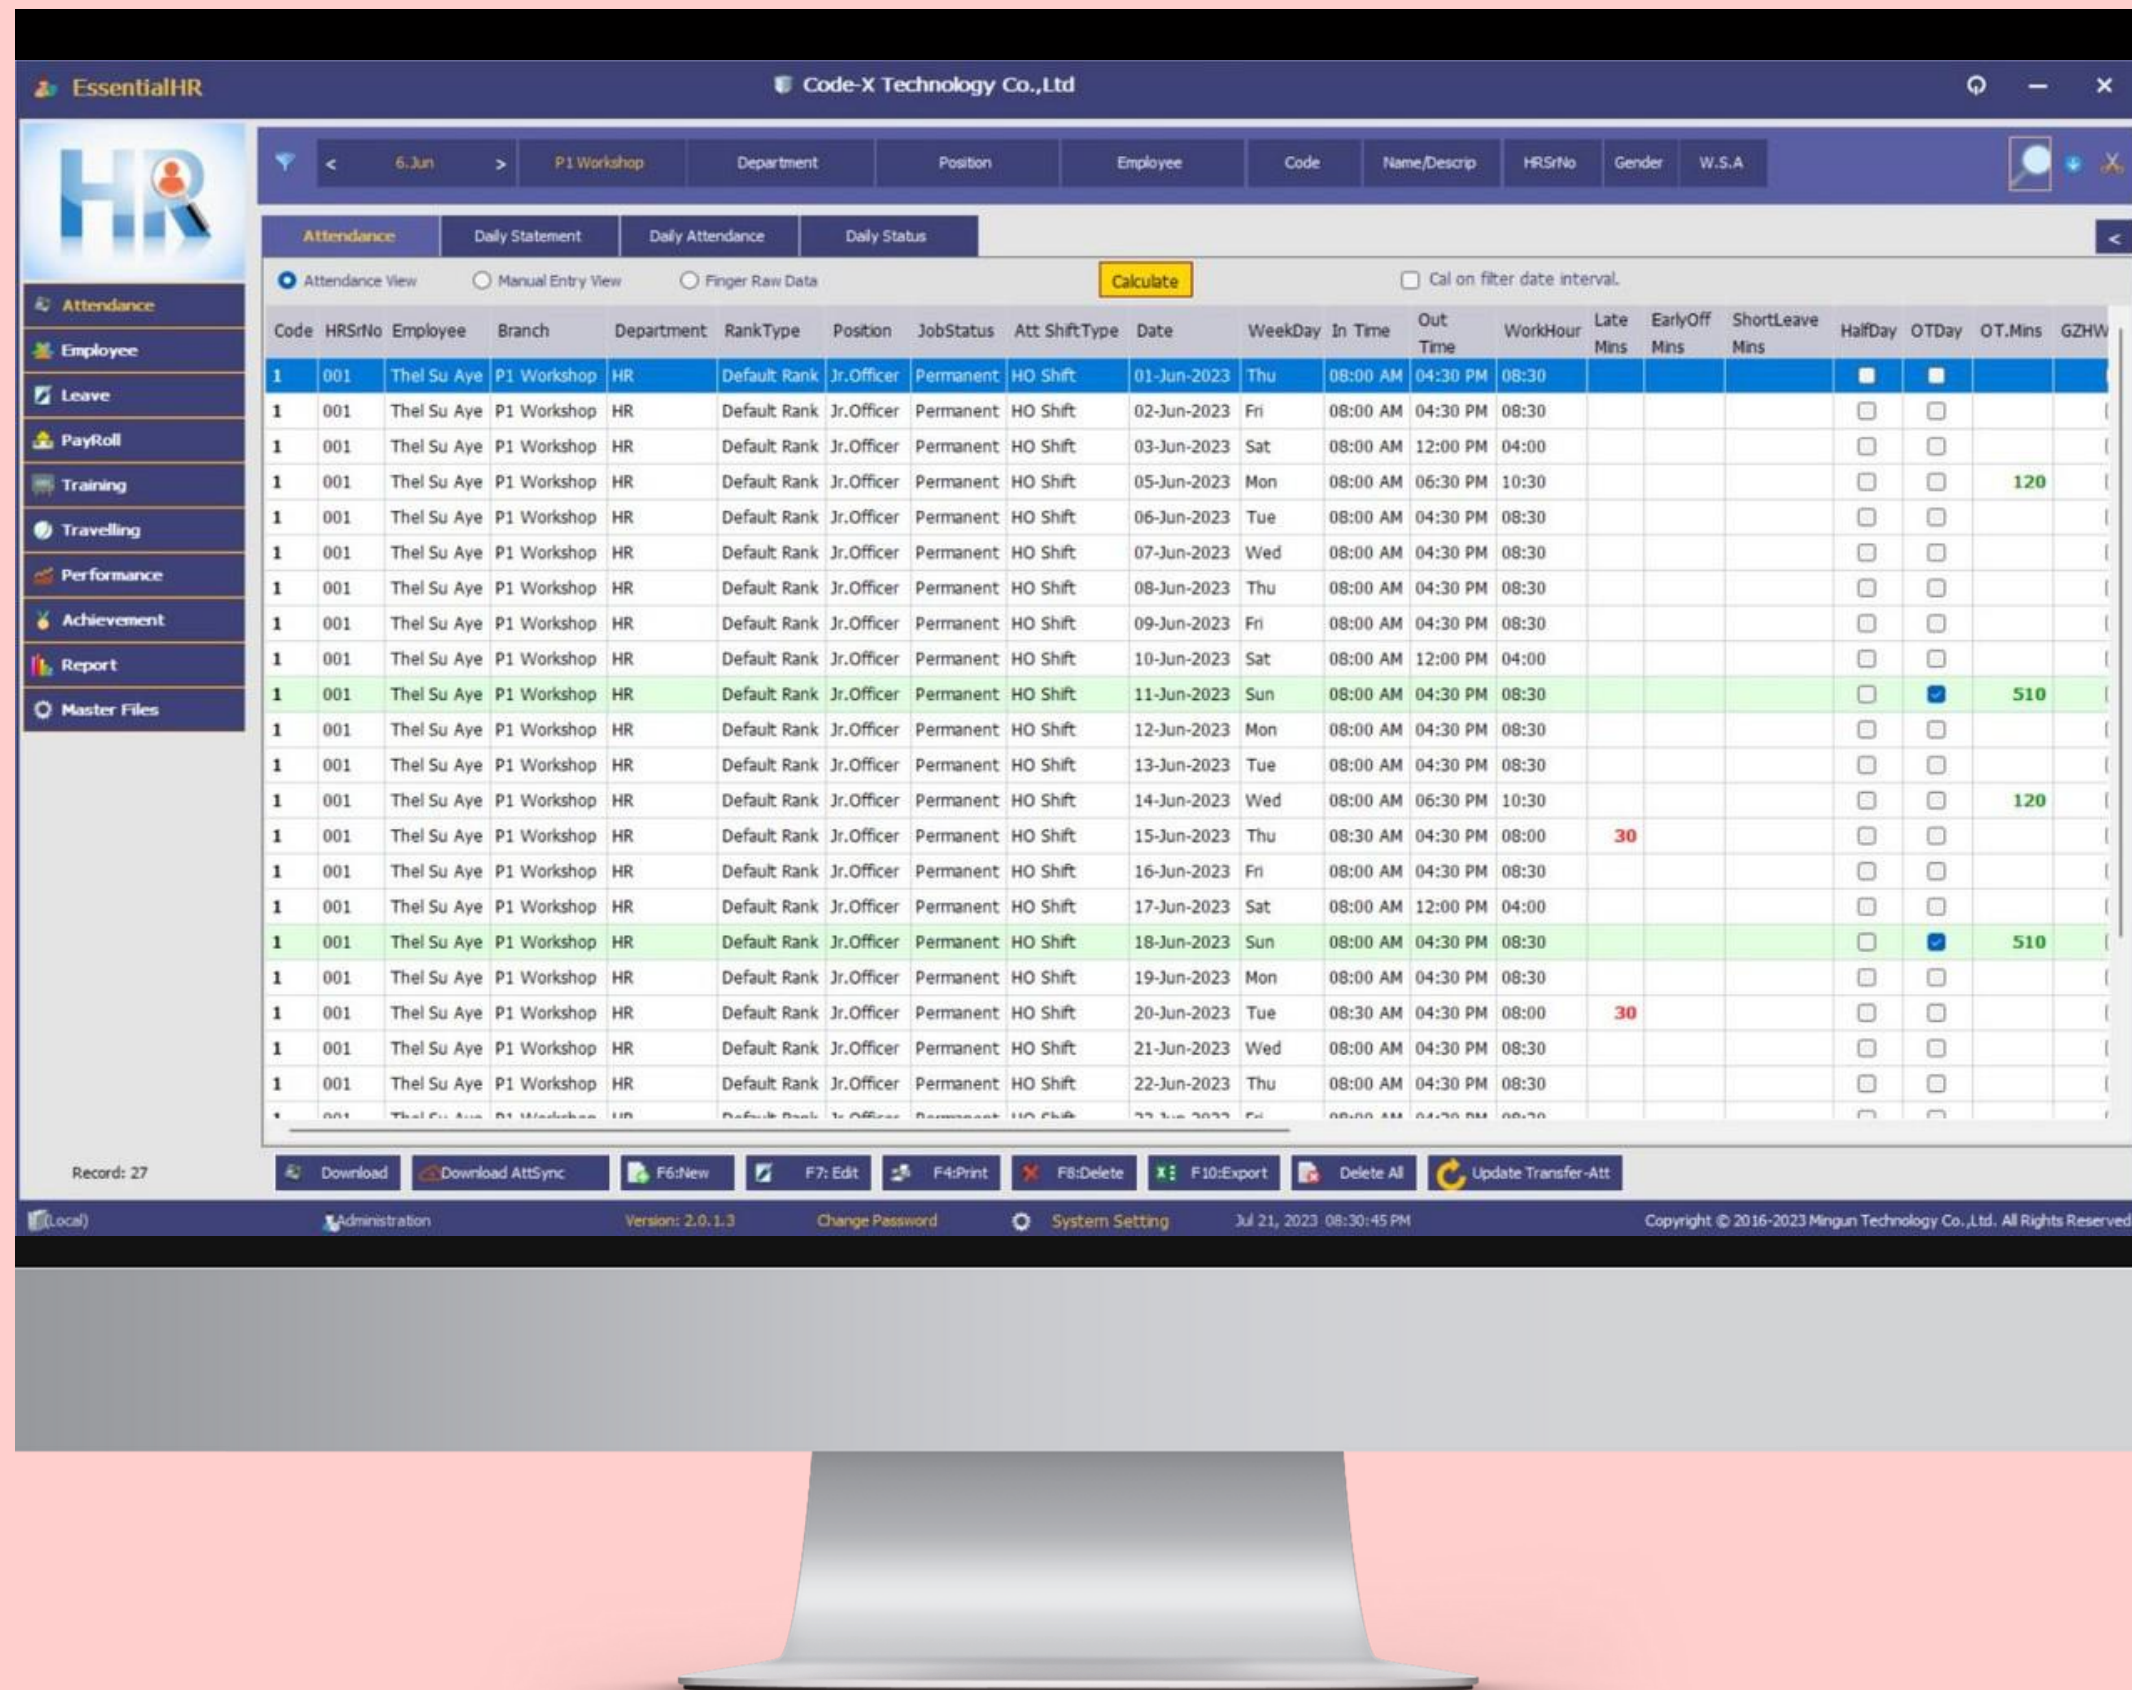 EssentialHR
Code-X Technology Co.,Ltd
HR
< 6.Jun > P1 Workshop Department Position Employee Code Name/Descrip HRSrNo Gender W.S.A
Attendance Daily Statement Daily Attendance Daily Status <
Attendance View Manual Entry View Finger Raw Data Calculate Cal on filter date interval.
Attendance
Employee
Leave
PayRoll
Training
Travelling
Performance
Achievement
Report
Master Files
Code HRSrNo Employee Branch Department RankType Position JobStatus Att ShiftType Date WeekDay In Time Out Time WorkHour Late Mins EarlyOff Mins ShortLeave Mins HalfDay OTDay OT.Mins GZHW
1 001 Thel Su Aye P1 Workshop HR Default Rank Jr.Officer Permanent HO Shift 01-Jun-2023 Thu 08:00 AM 04:30 PM 08:30
1 001 Thel Su Aye P1 Workshop HR Default Rank Jr.Officer Permanent HO Shift 02-Jun-2023 Fri 08:00 AM 04:30 PM 08:30
1 001 Thel Su Aye P1 Workshop HR Default Rank Jr.Officer Permanent HO Shift 03-Jun-2023 Sat 08:00 AM 12:00 PM 04:00
1 001 Thel Su Aye P1 Workshop HR Default Rank Jr.Officer Permanent HO Shift 05-Jun-2023 Mon 08:00 AM 06:30 PM 10:30 120
1 001 Thel Su Aye P1 Workshop HR Default Rank Jr.Officer Permanent HO Shift 06-Jun-2023 Tue 08:00 AM 04:30 PM 08:30
1 001 Thel Su Aye P1 Workshop HR Default Rank Jr.Officer Permanent HO Shift 07-Jun-2023 Wed 08:00 AM 04:30 PM 08:30
1 001 Thel Su Aye P1 Workshop HR Default Rank Jr.Officer Permanent HO Shift 08-Jun-2023 Thu 08:00 AM 04:30 PM 08:30
1 001 Thel Su Aye P1 Workshop HR Default Rank Jr.Officer Permanent HO Shift 09-Jun-2023 Fri 08:00 AM 04:30 PM 08:30
1 001 Thel Su Aye P1 Workshop HR Default Rank Jr.Officer Permanent HO Shift 10-Jun-2023 Sat 08:00 AM 12:00 PM 04:00
1 001 Thel Su Aye P1 Workshop HR Default Rank Jr.Officer Permanent HO Shift 11-Jun-2023 Sun 08:00 AM 04:30 PM 08:30 510
1 001 Thel Su Aye P1 Workshop HR Default Rank Jr.Officer Permanent HO Shift 12-Jun-2023 Mon 08:00 AM 04:30 PM 08:30
1 001 Thel Su Aye P1 Workshop HR Default Rank Jr.Officer Permanent HO Shift 13-Jun-2023 Tue 08:00 AM 04:30 PM 08:30
1 001 Thel Su Aye P1 Workshop HR Default Rank Jr.Officer Permanent HO Shift 14-Jun-2023 Wed 08:00 AM 06:30 PM 10:30 120
1 001 Thel Su Aye P1 Workshop HR Default Rank Jr.Officer Permanent HO Shift 15-Jun-2023 Thu 08:30 AM 04:30 PM 08:00 30
1 001 Thel Su Aye P1 Workshop HR Default Rank Jr.Officer Permanent HO Shift 16-Jun-2023 Fri 08:00 AM 04:30 PM 08:30
1 001 Thel Su Aye P1 Workshop HR Default Rank Jr.Officer Permanent HO Shift 17-Jun-2023 Sat 08:00 AM 12:00 PM 04:00
1 001 Thel Su Aye P1 Workshop HR Default Rank Jr.Officer Permanent HO Shift 18-Jun-2023 Sun 08:00 AM 04:30 PM 08:30 510
1 001 Thel Su Aye P1 Workshop HR Default Rank Jr.Officer Permanent HO Shift 19-Jun-2023 Mon 08:00 AM 04:30 PM 08:30
1 001 Thel Su Aye P1 Workshop HR Default Rank Jr.Officer Permanent HO Shift 20-Jun-2023 Tue 08:30 AM 04:30 PM 08:00 30
1 001 Thel Su Aye P1 Workshop HR Default Rank Jr.Officer Permanent HO Shift 21-Jun-2023 Wed 08:00 AM 04:30 PM 08:30
1 001 Thel Su Aye P1 Workshop HR Default Rank Jr.Officer Permanent HO Shift 22-Jun-2023 Thu 08:00 AM 04:30 PM 08:30
Record: 27 Download Download AttSync F6:New F7: Edit F4:Print F8:Delete F10:Export Delete All Update Transfer-Att
(Local) Administration Version: 2.0.1.3 Change Password System Setting Jul 21, 2023 08:30:45 PM Copyright © 2016-2023 Mingun Technology Co.,Ltd. All Rights Reserved